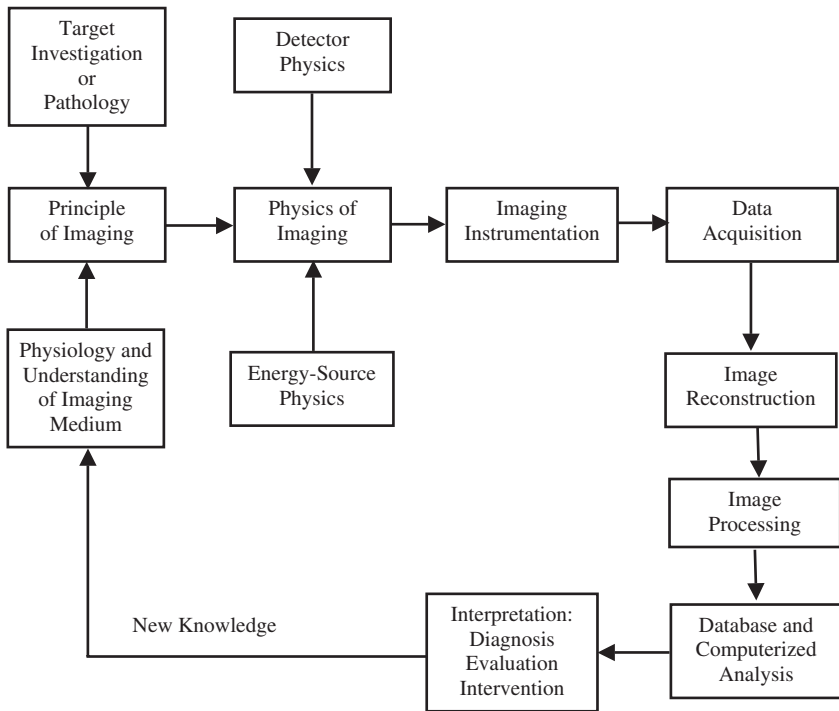 Target
Investigation
or
Pathology
Detector
Physics
Principle
of Imaging
Physics of
Imaging
Imaging
Instrumentation
Data
Acquisition
Physiology and
Understanding
of Imaging
Medium
Energy-Source
Physics
Image
Reconstruction
Image
Processing
Database and
Computerized
Analysis
Interpretation:
Diagnosis
Evaluation
Intervention
New Knowledge